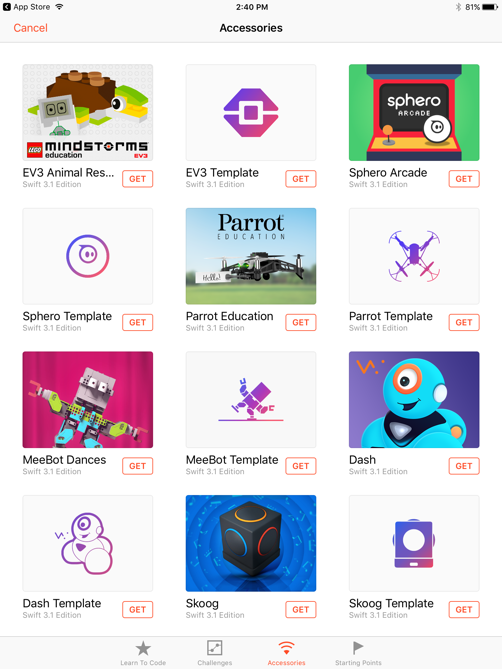 App Store
2:40 PM
81%
Cancel
Accessories
LEGO mindstorms
education EV3
sphero
ARCADE
EV3 Animal Res...
Swift 3.1 Edition
GET
EV3 Template
Swift 3.1 Edition
GET
Sphero Arcade
Swift 3.1 Edition
GET
Parrot
EDUCATION
Hello!
Sphero Template
Swift 3.1 Edition
GET
Parrot Education
Swift 3.1 Edition
GET
Parrot Template
Swift 3.1 Edition
GET
MeeBot Dances
Swift 3.1 Edition
GET
MeeBot Template
Swift 3.1 Edition
GET
Dash
Swift 3.1 Edition
GET
Dash Template
Swift 3.1 Edition
GET
Skoog
Swift 3.1 Edition
GET
Skoog Template
Swift 3.1 Edition
GET
Learn To Code
Challenges
Accessories
Starting Points